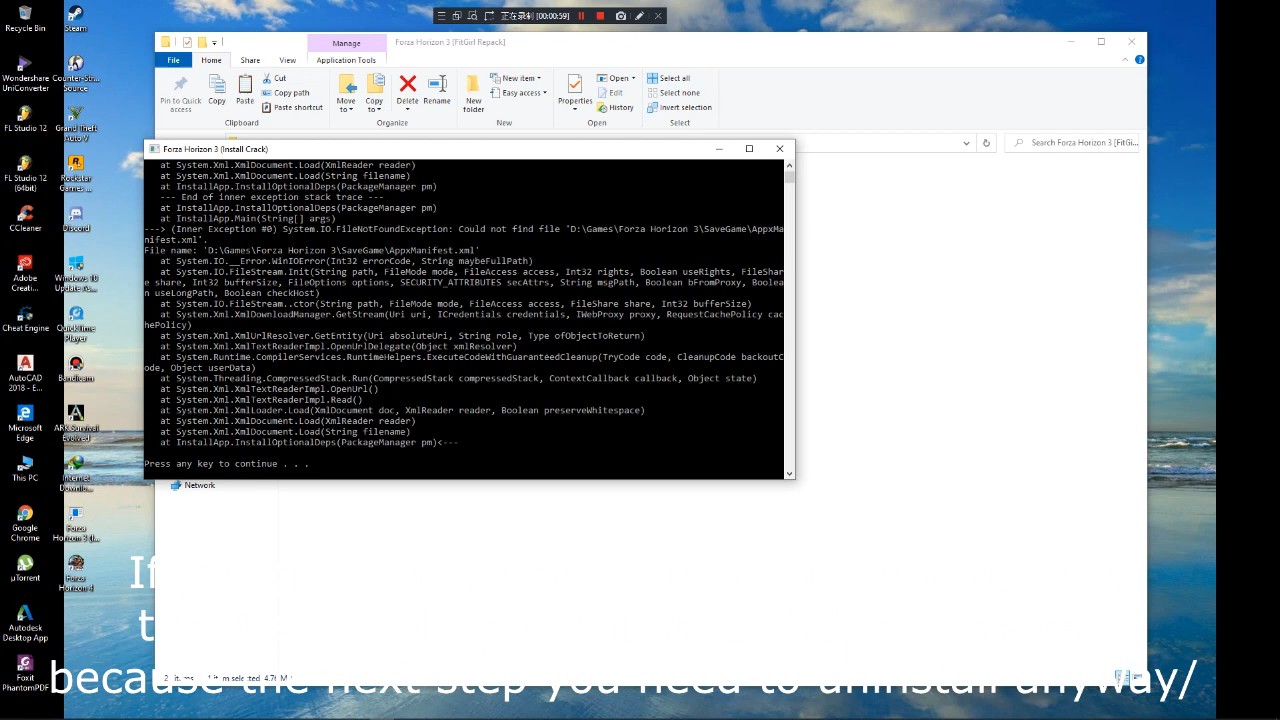 正在录制 [00:00:59]
Recycle Bin
Steam
Wondershare UniConverter
Counter-Str... Source
FL Studio 12
Grand Theft Auto V
FL Studio 12 (64bit)
Rockstar Games ...
CCleaner
Discord
Adobe Creati...
Windows 10 Update As...
Cheat Engine
QuickTime Player
AutoCAD 2018 - E...
Bandicam
Microsoft Edge
ARK Survival Evolved
This PC
Internet Downlo...
Google Chrome
Forza Horizon 3 (I...
µTorrent
Forza Horizon 4
Autodesk Desktop App
Foxit PhantomPDF
Manage
Forza Horizon 3 [FitGirl Repack]
File
Home
Share
View
Application Tools
Pin to Quick access
Copy
Paste
Cut
Copy path
Paste shortcut
Clipboard
Move to
Copy to
Delete
Rename
Organize
New folder
New item
Easy access
New
Properties
Open
Edit
History
Open
Select all
Select none
Invert selection
Select
Search Forza Horizon 3 [FitGi...
Forza Horizon 3 (Install Crack)
at System.Xml.XmlDocument.Load(XmlReader reader)
at System.Xml.XmlDocument.Load(String filename)
at InstallApp.InstallOptionalDeps(PackageManager pm)
--- End of inner exception stack trace ---
at InstallApp.InstallOptionalDeps(PackageManager pm)
at InstallApp.Main(String[] args)
---> (Inner Exception #0) System.IO.FileNotFoundException: Could not find file 'D:\Games\Forza Horizon 3\SaveGame\AppxMa
nifest.xml'.
File name: 'D:\Games\Forza Horizon 3\SaveGame\AppxManifest.xml'
at System.IO.__Error.WinIOError(Int32 errorCode, String maybeFullPath)
at System.IO.FileStream.Init(String path, FileMode mode, FileAccess access, Int32 rights, Boolean useRights, FileShar
e share, Int32 bufferSize, FileOptions options, SECURITY_ATTRIBUTES secAttrs, String msgPath, Boolean bFromProxy, Boolea
n useLongPath, Boolean checkHost)
at System.IO.FileStream..ctor(String path, FileMode mode, FileAccess access, FileShare share, Int32 bufferSize)
at System.Xml.XmlDownloadManager.GetStream(Uri uri, ICredentials credentials, IWebProxy proxy, RequestCachePolicy cac
hePolicy)
at System.Xml.XmlUrlResolver.GetEntity(Uri absoluteUri, String role, Type ofObjectToReturn)
at System.Xml.XmlTextReaderImpl.OpenUrlDelegate(Object xmlResolver)
at System.Runtime.CompilerServices.RuntimeHelpers.ExecuteCodeWithGuaranteedCleanup(TryCode code, CleanupCode backoutC
ode, Object userData)
at System.Threading.CompressedStack.Run(CompressedStack compressedStack, ContextCallback callback, Object state)
at System.Xml.XmlTextReaderImpl.OpenUrl()
at System.Xml.XmlTextReaderImpl.Read()
at System.Xml.XmlLoader.Load(XmlDocument doc, XmlReader reader, Boolean preserveWhitespace)
at System.Xml.XmlDocument.Load(XmlReader reader)
at System.Xml.XmlDocument.Load(String filename)
at InstallApp.InstallOptionalDeps(PackageManager pm)<---
Press any key to continue . . .
Network
If
because the next step you need to uninstall anyway/